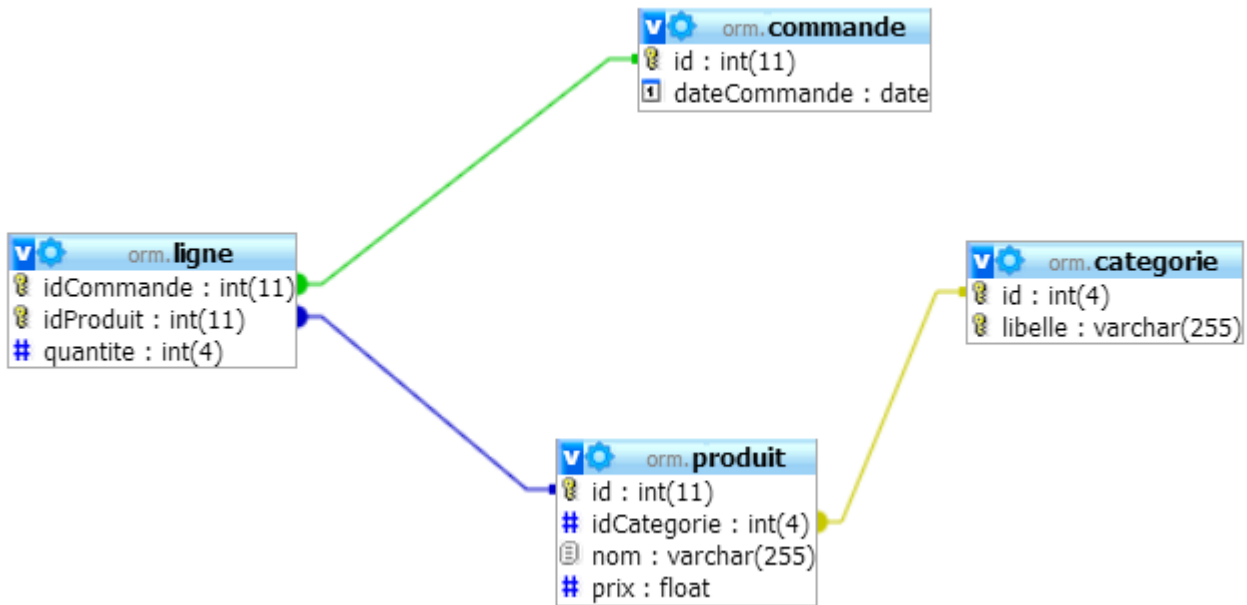 orm.commande
id : int(11)
dateCommande : date
orm.ligne
idCommande : int(11)
idProduit : int(11)
# quantite : int(4)
orm.categorie
id : int(4)
libelle : varchar(255)
orm.produit
id : int(11)
# idCategorie : int(4)
nom : varchar(255)
# prix : float